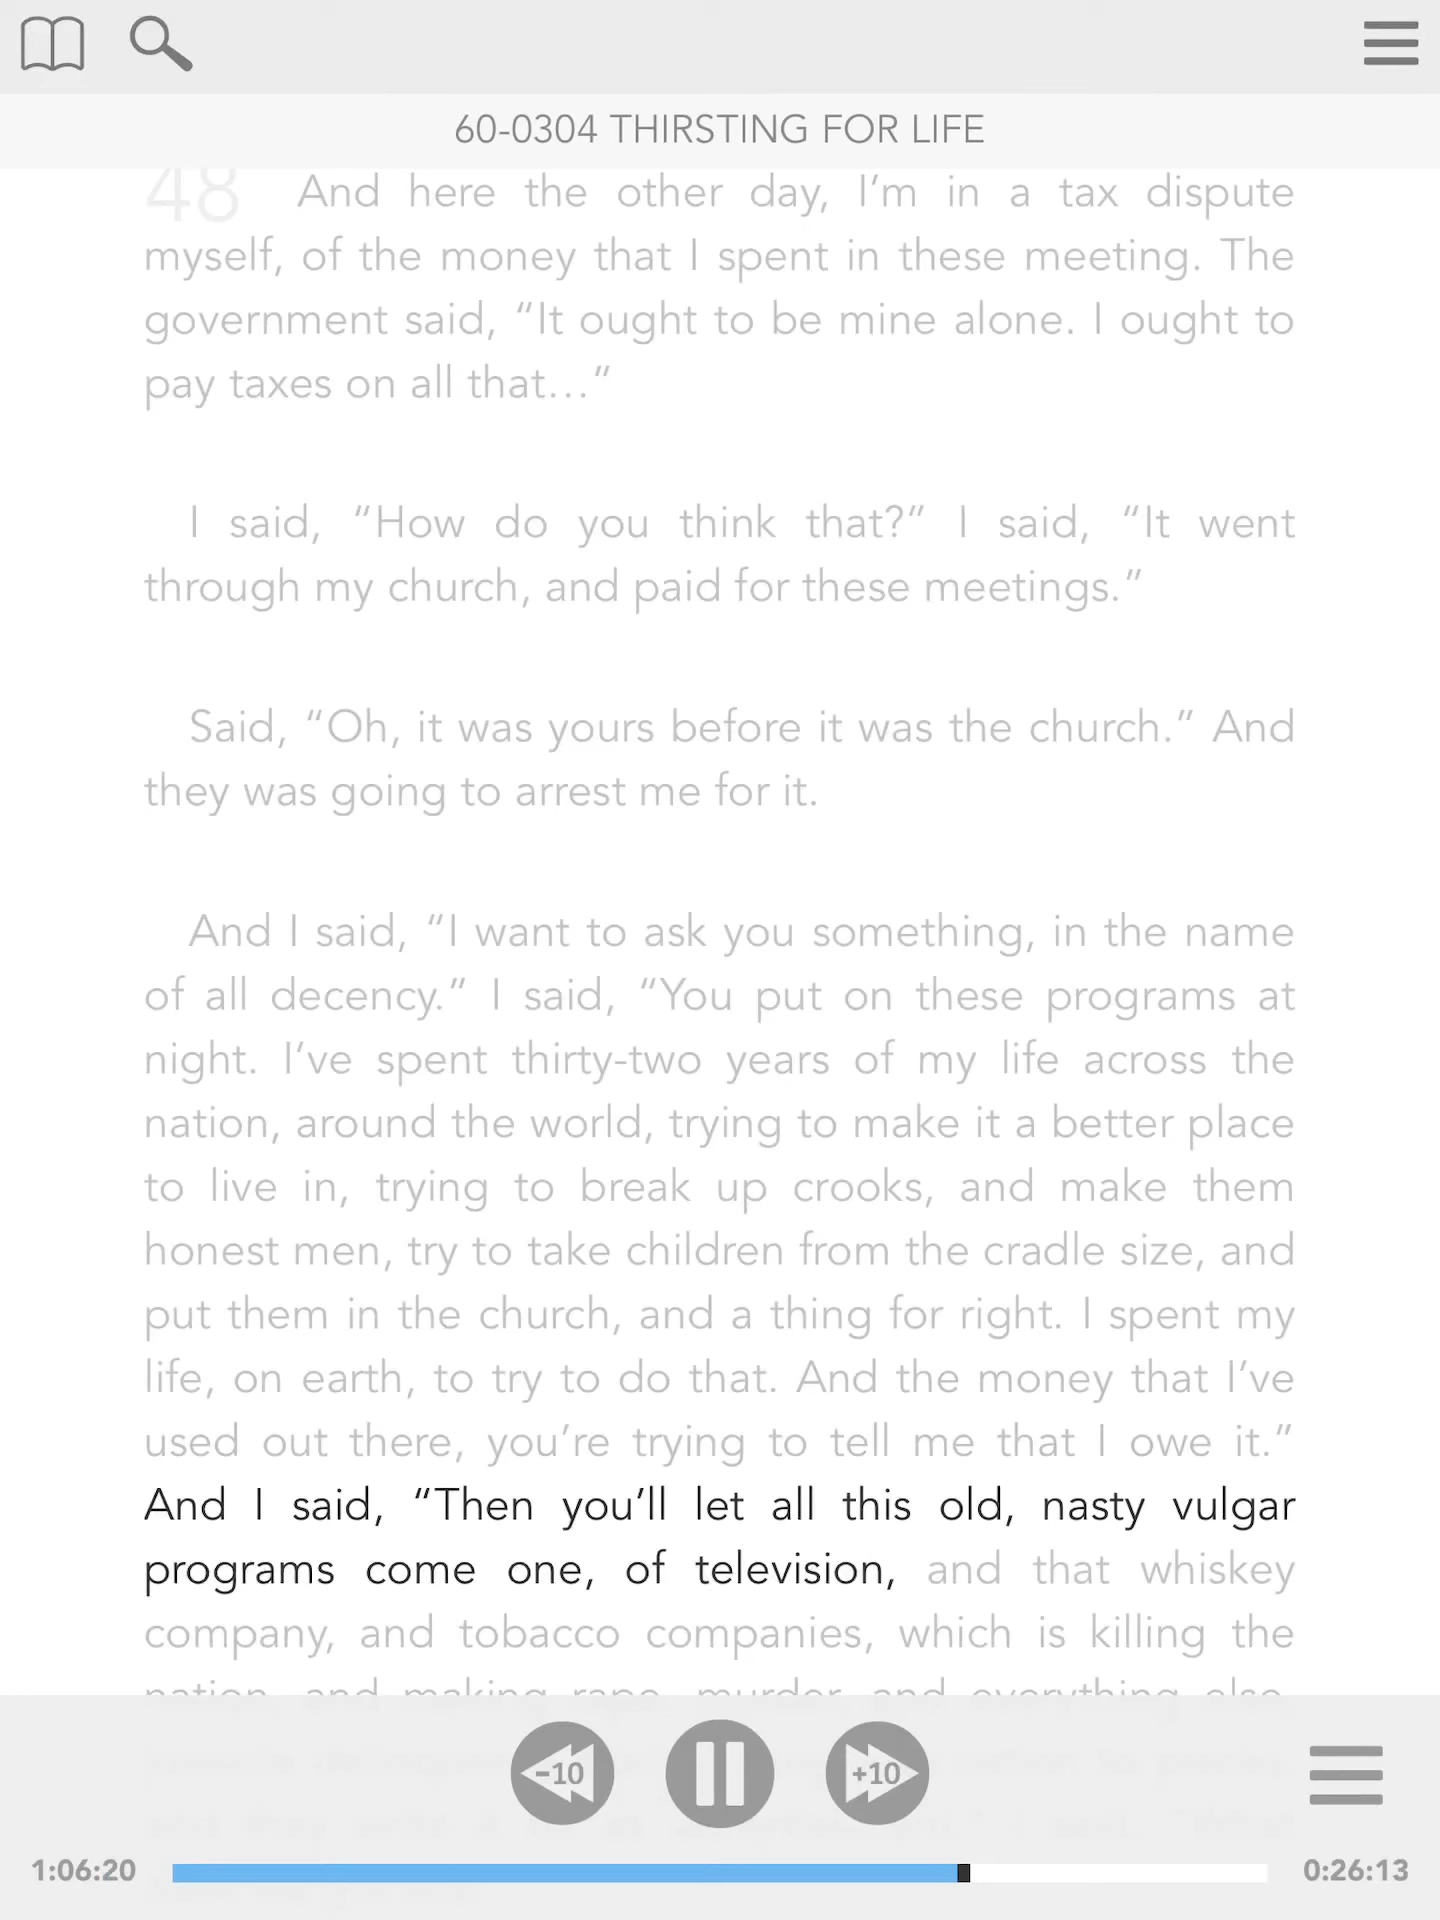 60-0304 THIRSTING FOR LIFE
48 And here the other day, I’m in a tax dispute
myself, of the money that I spent in these meeting. The
government said, “It ought to be mine alone. I ought to
pay taxes on all that…”
I said, “How do you think that?” I said, “It went
through my church, and paid for these meetings.”
Said, “Oh, it was yours before it was the church.” And
they was going to arrest me for it.
And I said, “I want to ask you something, in the name
of all decency.” I said, “You put on these programs at
night. I’ve spent thirty-two years of my life across the
nation, around the world, trying to make it a better place
to live in, trying to break up crooks, and make them
honest men, try to take children from the cradle size, and
put them in the church, and a thing for right. I spent my
life, on earth, to try to do that. And the money that I’ve
used out there, you’re trying to tell me that I owe it.”
And I said, “Then you’ll let all this old, nasty vulgar
programs come one, of television, and that whiskey
company, and tobacco companies, which is killing the
nation, and making rape, murder, and everything else,
-10 +10
1:06:20 0:26:13